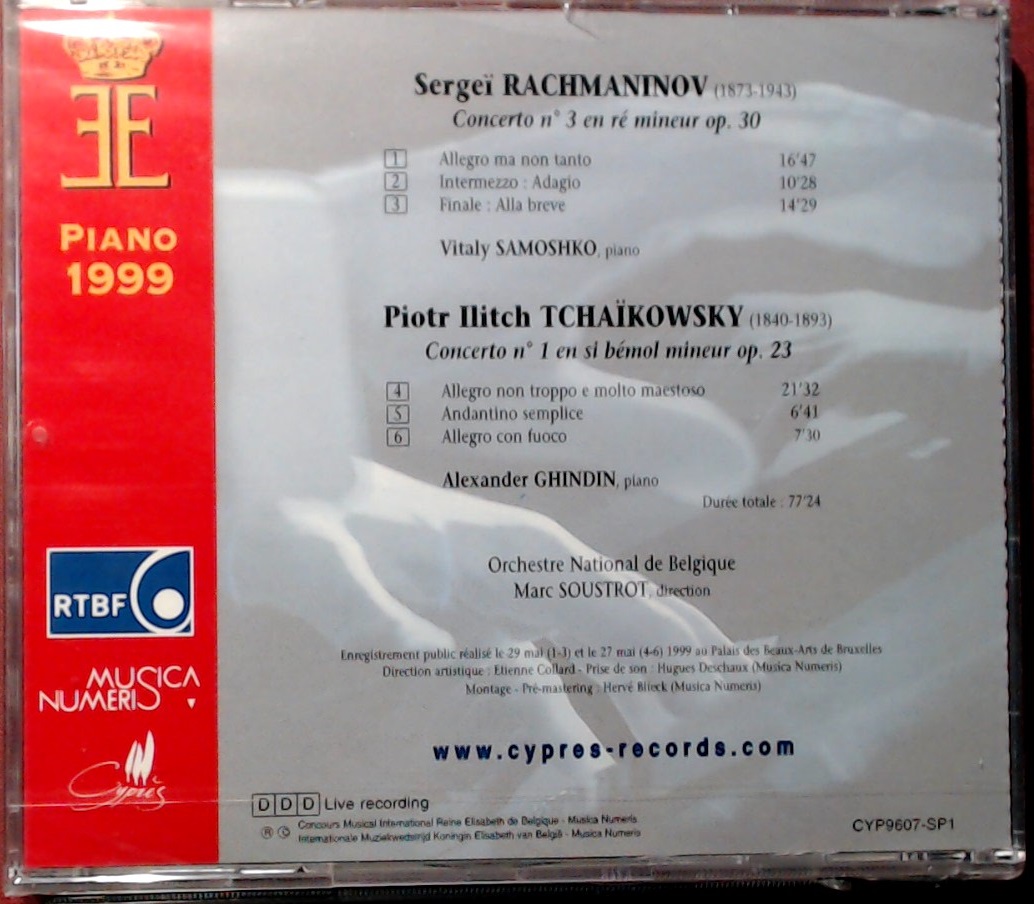 PIANO
1999
RTBF
MUSICA
NUMERIS
Cyprès
Sergeï RACHMANINOV (1873-1943)
Concerto n° 3 en ré mineur op. 30
1 Allegro ma non tanto 16'47
2 Intermezzo : Adagio 10'28
3 Finale : Alla breve 14'29
Vitaly SAMOSHKO, piano
Piotr Ilitch TCHAÏKOWSKY (1840-1893)
Concerto n° 1 en si bémol mineur op. 23
4 Allegro non troppo e molto maestoso 21'32
5 Andantino semplice 6'41
6 Allegro con fuoco 7'30
Alexander GHINDIN, piano
Durée totale : 77'24
Orchestre National de Belgique
Marc SOUSTROT, direction
Enregistrement public réalisé le 29 mai (1-3) et le 27 mai (4-6) 1999 au Palais des Beaux-Arts de Bruxelles
Direction artistique : Etienne Collard - Prise de son : Hugues Deschaux (Musica Numeris)
Montage - Pré-mastering : Hervé (Musica Numeris)
www.cypres-records.com
DDD Live recording
℗ © Concours Musical International Reine Elisabeth de Belgique - Musica Numeris
Internationale Muziekwedstrijd Koningin Elisabeth van België - Musica Numeris
CYP9607-SP1